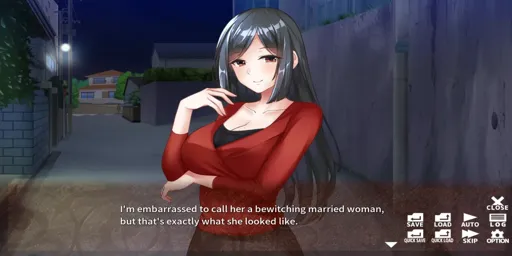 I'm embarrassed to call her a bewitching married woman,
but that's exactly what she looked like.
CLOSE
SAVE LOAD AUTO LOG
QUICK SAVE QUICK LOAD SKIP OPTION